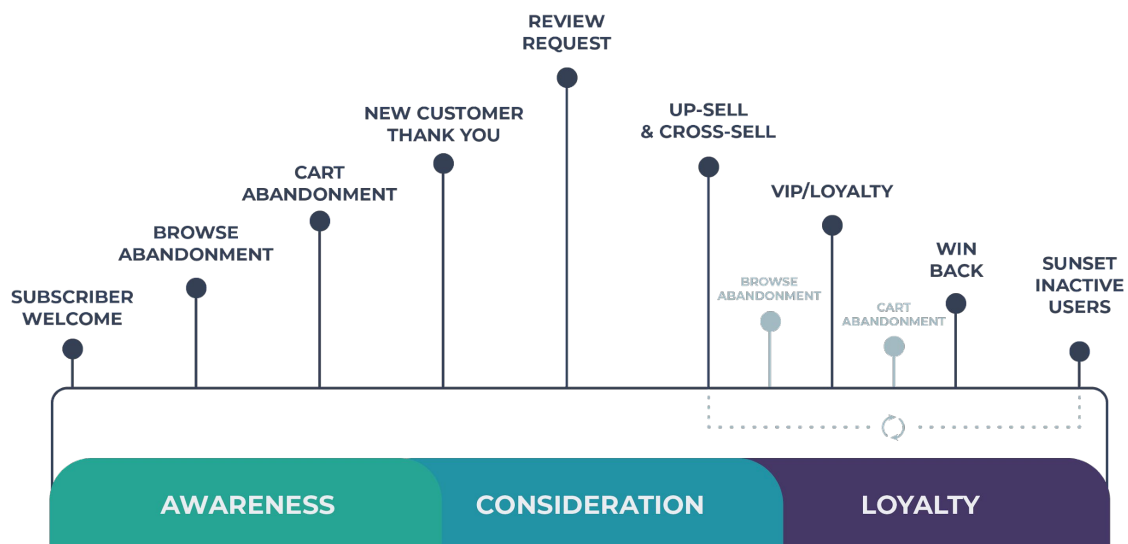 SUBSCRIBER
WELCOME
BROWSE
ABANDONMENT
CART
ABANDONMENT
NEW CUSTOMER
THANK YOU
REVIEW
REQUEST
UP-SELL
& CROSS-SELL
BROWSE
ABANDONMENT
VIP/LOYALTY
CART
ABANDONMENT
WIN
BACK
SUNSET
INACTIVE
USERS
AWARENESS
CONSIDERATION
LOYALTY